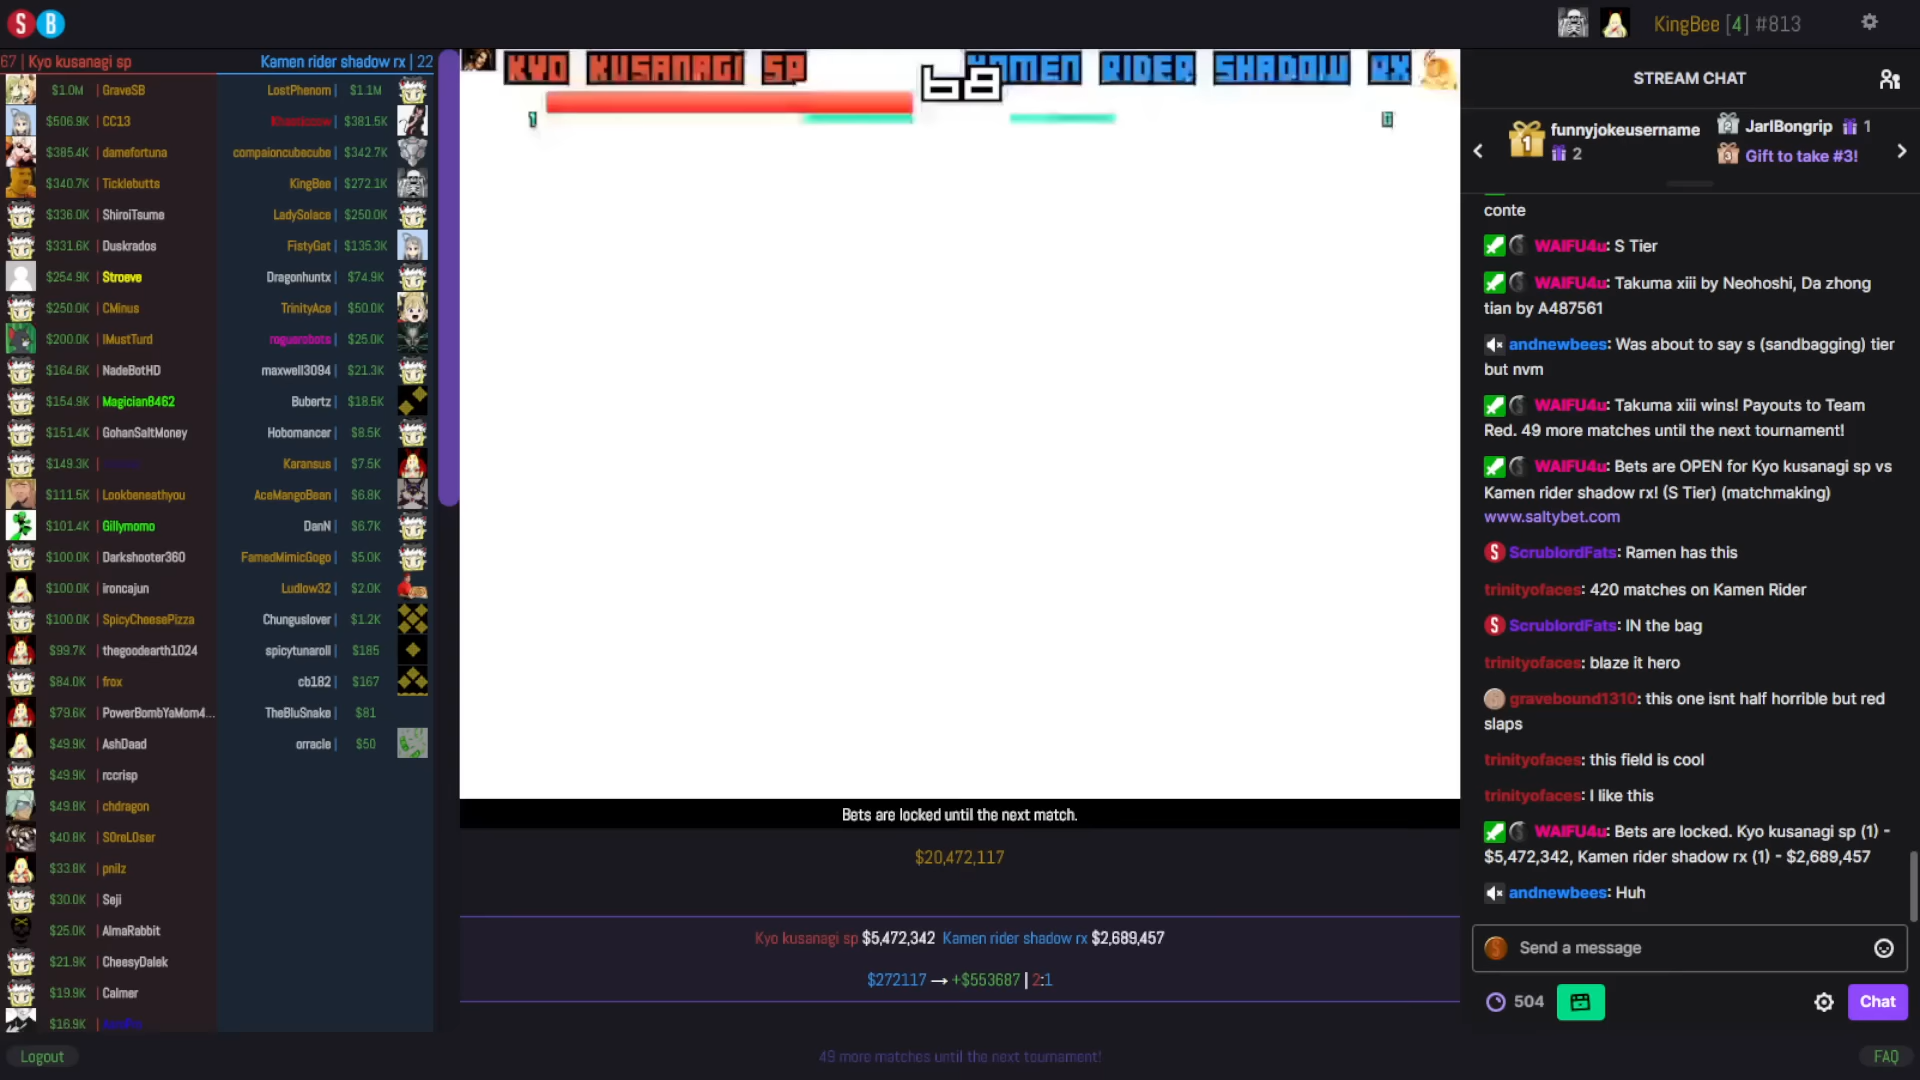 S B
KingBee [4] #813
67 | Kyo kusanagi sp
Kamen rider shadow rx | 22
$1.0M | GraveSB
$506.9K | CC13
$385.4K | damefortuna
$340.7K | Ticklebutts
$336.0K | ShiroiTsume
$331.6K | Duskrados
$254.9K | Stroeve
$250.0K | CMinus
$200.0K | IMustTurd
$164.6K | NadeBotHD
$154.9K | Magician8462
$151.4K | GohanSaltMoney
$149.3K |
$111.5K | Lookbeneathyou
$101.4K | Gillymomo
$100.0K | Darkshooter360
$100.0K | ironcajun
$100.0K | SpicyCheesePizza
$99.7K | thegoodearth1024
$84.0K | frox
$79.6K | PowerBombYaMom4...
$49.9K | AshDaad
$49.9K | rccrisp
$49.8K | chdragon
$40.8K | S0reL0ser
$33.8K | pnilz
$30.0K | Seji
$25.0K | AlmaRabbit
$21.9K | CheesyDalek
$19.9K | Calmer
$16.9K |
LostPhenom | $1.1M
| $381.5K
compaioncubecube | $342.7K
KingBee | $272.1K
LadySolace | $250.0K
FistyGat | $135.3K
Dragonhuntx | $74.9K
TrinityAce | $50.0K
roguerobots | $25.0K
maxwell3094 | $21.3K
Bubertz | $18.5K
Hobomancer | $8.5K
Karansus | $7.5K
AceMangoBean | $6.8K
DanN | $6.7K
FamedMimicGogo | $5.0K
Ludlow32 | $2.0K
Chunguslover | $1.2K
spicytunaroll | $185
cb182 | $167
TheBluSnake | $81
orracle | $50
KYO KUSANAGI SP
68
KAMEN RIDER SHADOW RX
1
Bets are locked until the next match.
$20,472,117
Kyo kusanagi sp $5,472,342 Kamen rider shadow rx $2,689,457
$272117 → +$553687 | 2:1
49 more matches until the next tournament!
Logout
FAQ
STREAM CHAT
1 funnyjokeusername
2
2 JarlBongrip 1
3 Gift to take #3!
conte
WAIFU4u: S Tier
WAIFU4u: Takuma xiii by Neohoshi, Da zhong
tian by A487561
andnewbees: Was about to say s (sandbagging) tier
but nvm
WAIFU4u: Takuma xiii wins! Payouts to Team
Red. 49 more matches until the next tournament!
WAIFU4u: Bets are OPEN for Kyo kusanagi sp vs
Kamen rider shadow rx! (S Tier) (matchmaking)
www.saltybet.com
S ScrublordFats: Ramen has this
trinityofaces: 420 matches on Kamen Rider
S ScrublordFats: IN the bag
trinityofaces: blaze it hero
gravebound1310: this one isnt half horrible but red
slaps
trinityofaces: this field is cool
trinityofaces: I like this
WAIFU4u: Bets are locked. Kyo kusanagi sp (1) -
$5,472,342, Kamen rider shadow rx (1) - $2,689,457
andnewbees: Huh
S Send a message
504
Chat